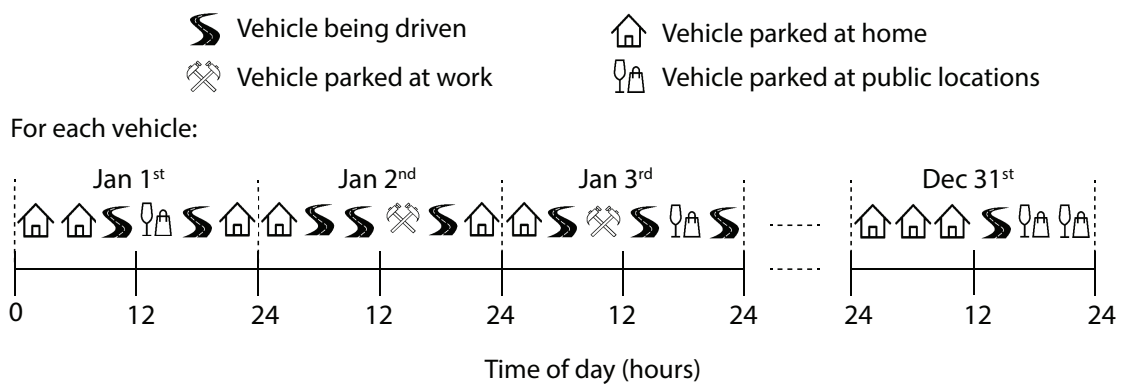 Vehicle being driven
Vehicle parked at home
Vehicle parked at work
Vehicle parked at public locations
For each vehicle:
Jan 1st Jan 2nd Jan 3rd Dec 31st
0 12 24 12 24 12 24 24 12 24
Time of day (hours)